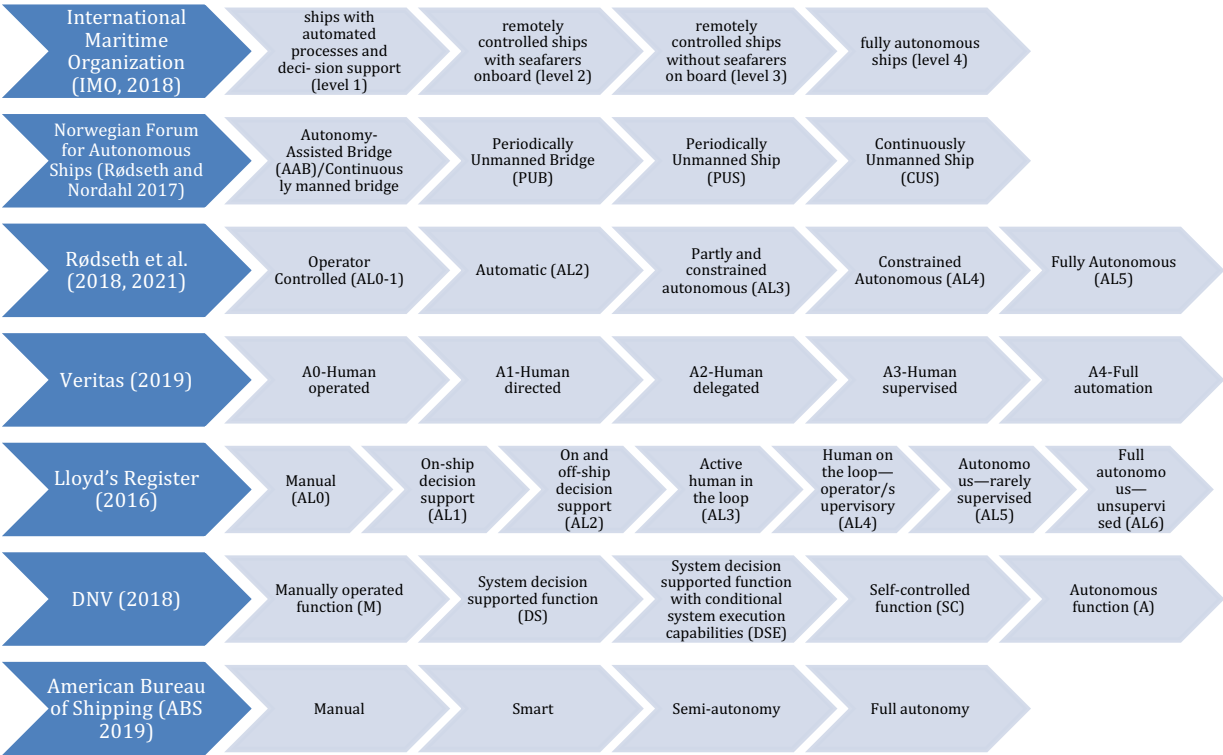 International
Maritime
Organization
(IMO, 2018)
ships with
automated
processes and
deci- sion support
(level 1)
remotely
controlled ships
with seafarers
onboard (level 2)
remotely
controlled ships
without seafarers
on board (level 3)
fully autonomous
ships (level 4)
Norwegian Forum
for Autonomous
Ships (Rødseth and
Nordahl 2017)
Autonomy-
Assisted Bridge
(AAB)/Continuous
ly manned bridge
Periodically
Unmanned Bridge
(PUB)
Periodically
Unmanned Ship
(PUS)
Continuously
Unmanned Ship
(CUS)
Rødseth et al.
(2018, 2021)
Operator
Controlled (AL0-1)
Automatic (AL2)
Partly and
constrained
autonomous (AL3)
Constrained
Autonomous (AL4)
Fully Autonomous
(AL5)
Veritas (2019)
A0-Human
operated
A1-Human
directed
A2-Human
delegated
A3-Human
supervised
A4-Full
automation
Lloyd’s Register
(2016)
Manual
(AL0)
On-ship
decision
support
(AL1)
On and
off-ship
decision
support
(AL2)
Active
human in
the loop
(AL3)
Human on
the loop—
operator/s
upervisory
(AL4)
Autonomo
us—rarely
supervised
(AL5)
Full
autonomo
us—
unsupervi
sed (AL6)
DNV (2018)
Manually operated
function (M)
System decision
supported function
(DS)
System decision
supported function
with conditional
system execution
capabilities (DSE)
Self-controlled
function (SC)
Autonomous
function (A)
American Bureau
of Shipping (ABS
2019)
Manual
Smart
Semi-autonomy
Full autonomy